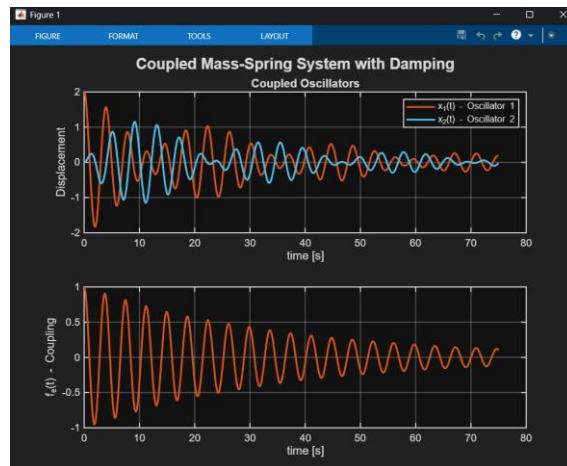 Figure 1
FIGURE FORMAT TOOLS LAYOUT
Coupled Mass-Spring System with Damping
Coupled Oscillators
x₁(t) - Oscillator 1
x₂(t) - Oscillator 2
Displacement
2
1
0
-1
-2
0 10 20 30 40 50 60 70 80
time [s]
fₑ(t) - Coupling
1
0.5
0
-0.5
-1
0 10 20 30 40 50 60 70 80
time [s]